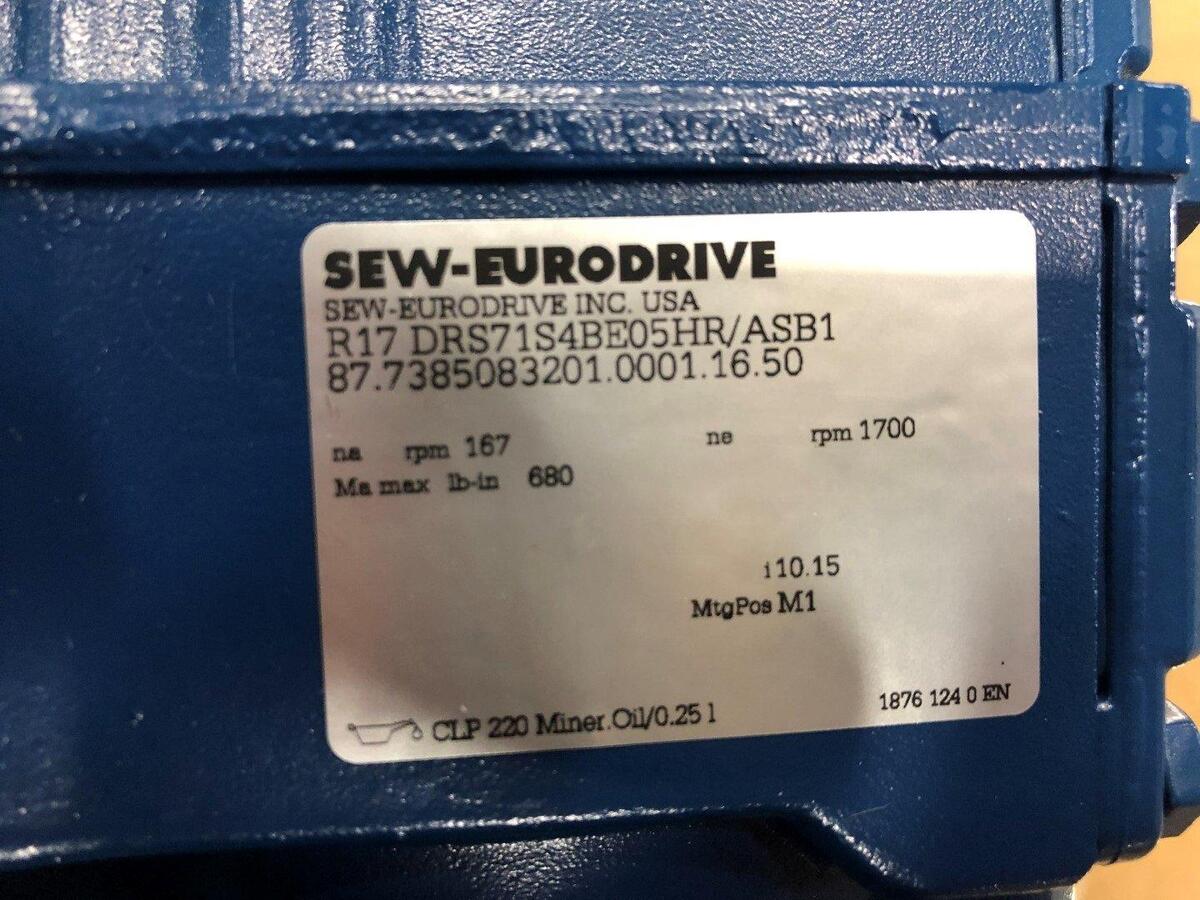 SEW-EURODRIVE
SEW-EURODRIVE INC. USA
R17 DRS71S4BE05HR/ASB1
87.7385083201.0001.16.50
na rpm 167 ne rpm 1700
Ma max lb-in 680
i 10.15
MtgPos M1
CLP 220 Miner.Oil/0.25 l
1876 124 0 EN